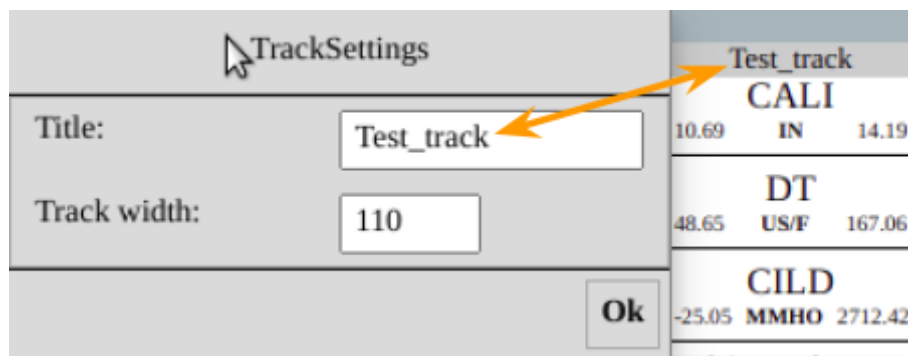 TrackSettings
Title:
Test_track
Track width:
110
Ok
Test_track
CALI
10.69 IN 14.19
DT
48.65 US/F 167.06
CILD
-25.05 MMHO 2712.42